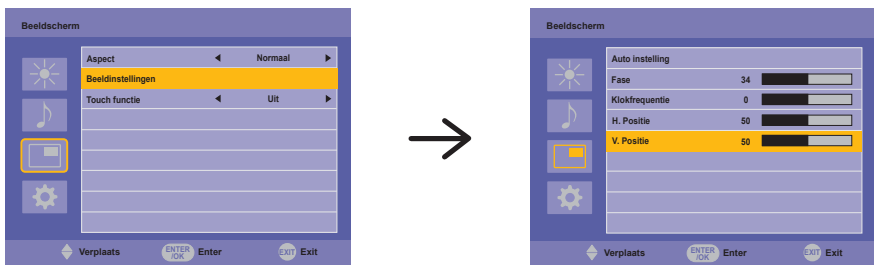 Beeldscherm
Aspect Normaal
Beeldinstellingen
Touch functie Uit
Verplaats ENTER /OK Enter EXIT Exit
Beeldscherm
Auto instelling
Fase 34
Klokfrequentie 0
H. Positie 50
V. Positie 50
Verplaats ENTER /OK Enter EXIT Exit